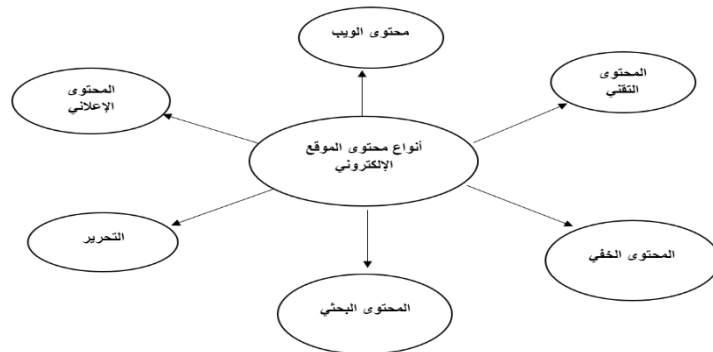 محتوى الويب
المحتوى
التقني
المحتوى
الإعلاني
أنواع محتوى الموقع
الإلكتروني
التحرير
المحتوى الخفي
المحتوى البحثي